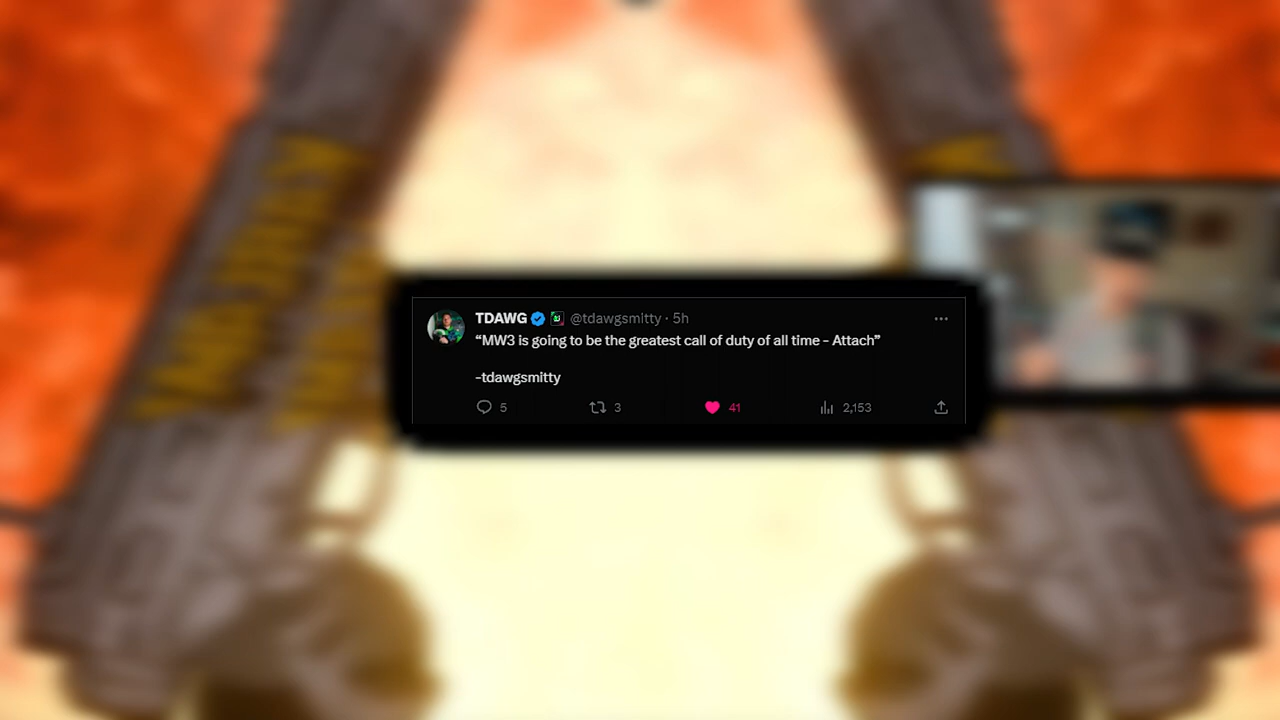 TDAWG @tdawgsmitty · 5h
“MW3 is going to be the greatest call of duty of all time - Attach”
-tdawgsmitty
5 3 41 2,153